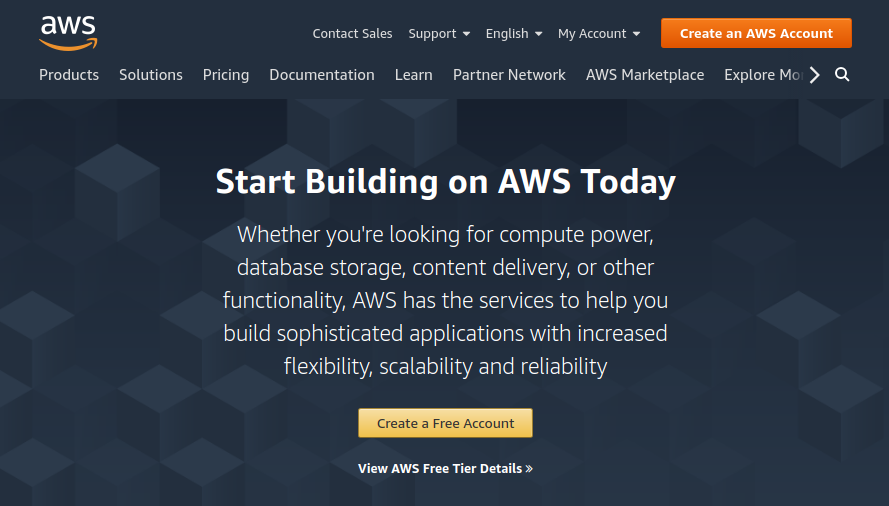 aws
Contact Sales Support English My Account Create an AWS Account
Products Solutions Pricing Documentation Learn Partner Network AWS Marketplace Explore Mo
Start Building on AWS Today
Whether you're looking for compute power,
database storage, content delivery, or other
functionality, AWS has the services to help you
build sophisticated applications with increased
flexibility, scalability and reliability
Create a Free Account
View AWS Free Tier Details »